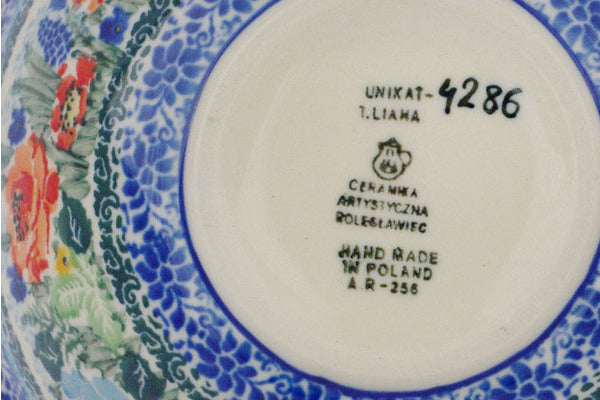 UNIKAT-4286
T.LIANA
CERAMIKA
ARTYSTYCZNA
BOLESŁAWIEC
HAND MADE
IN POLAND
A R-256